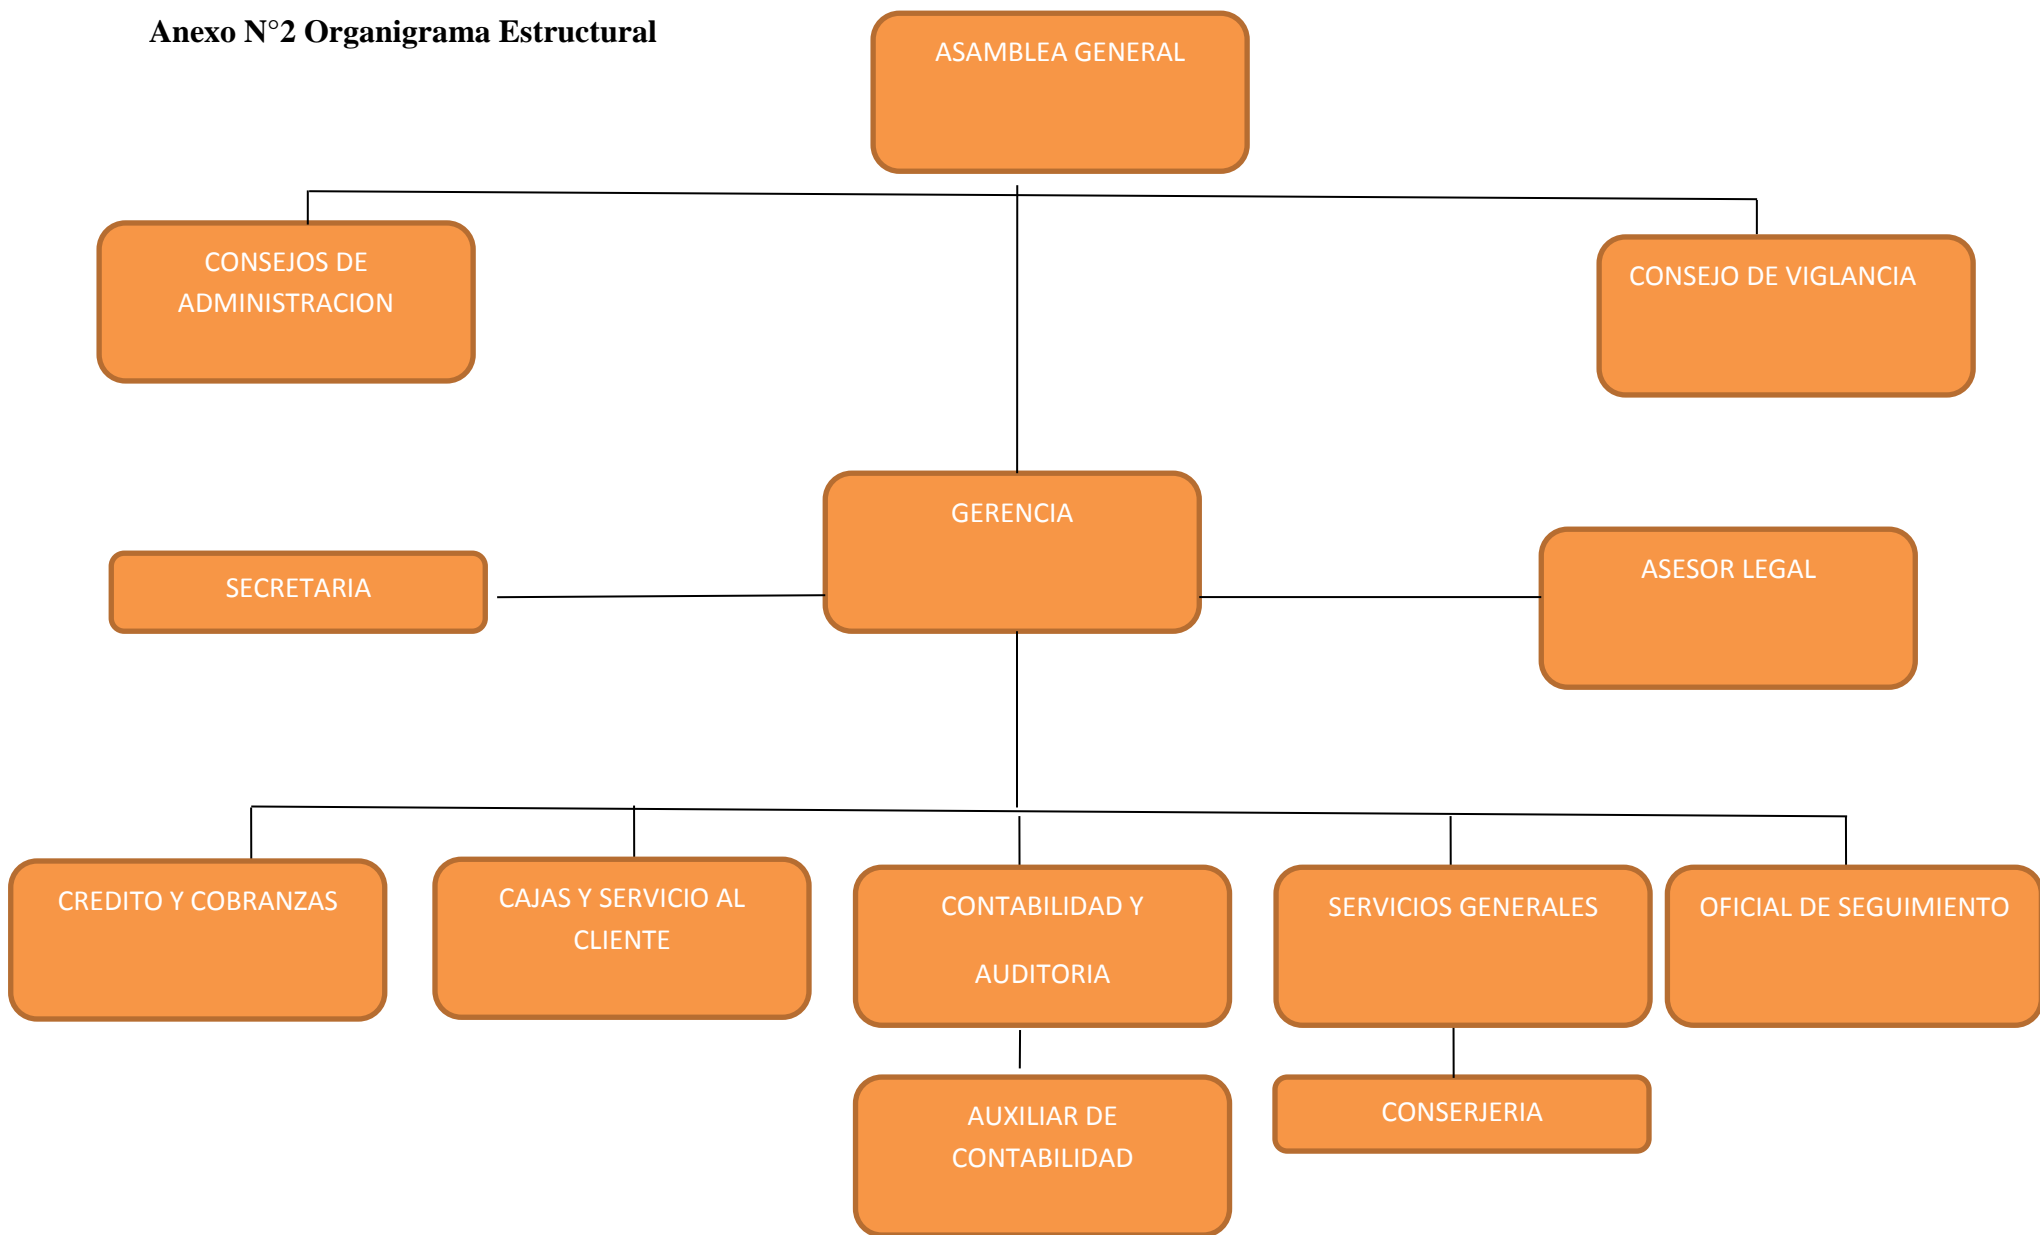 Anexo N°2 Organigrama Estructural
ASAMBLEA GENERAL
CONSEJOS DE
ADMINISTRACION
CONSEJO DE VIGLANCIA
GERENCIA
SECRETARIA
ASESOR LEGAL
CREDITO Y COBRANZAS
CAJAS Y SERVICIO AL
CLIENTE
CONTABILIDAD Y
AUDITORIA
SERVICIOS GENERALES
OFICIAL DE SEGUIMIENTO
AUXILIAR DE
CONTABILIDAD
CONSERJERIA